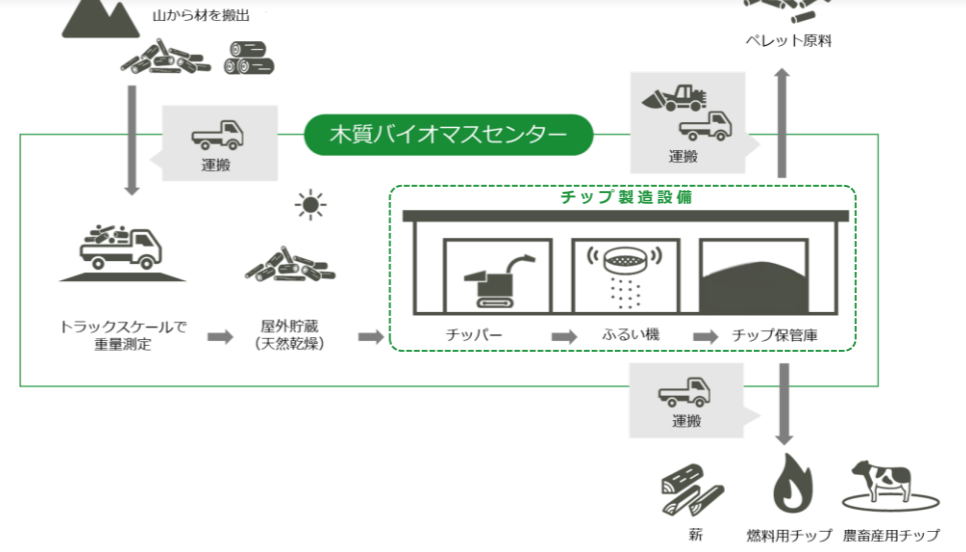 山から材を搬出
ペレット原料
木質バイオマスセンター
運搬
運搬
チップ製造設備
トラックスケールで
重量測定
屋外貯蔵
(天然乾燥)
チッパー
ふるい機
チップ保管庫
運搬
薪
燃料用チップ
農畜産用チップ